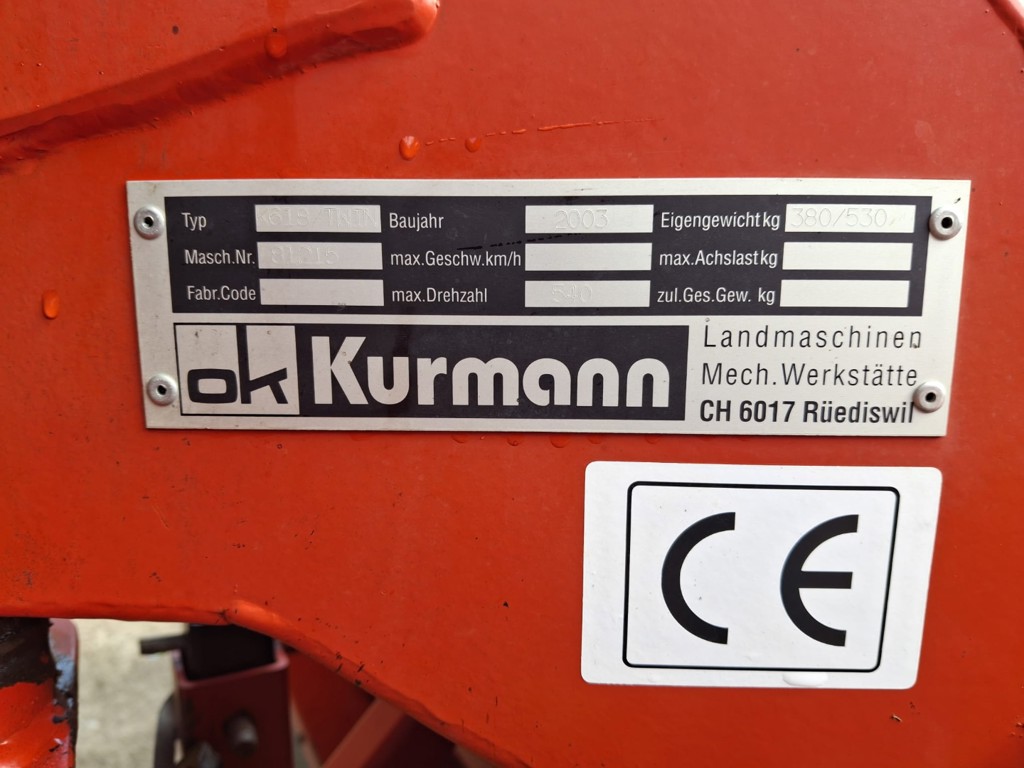 Typ Baujahr 2003 Eigengewicht kg 380/530
Masch.Nr. 81215 max.Geschw.km/h max.Achslast kg
Fabr.Code max.Drehzahl 540 zul.Ges.Gew. kg
ok Kurmann
Landmaschinen
Mech.Werkstätte
CH 6017 Rüediswil
CE